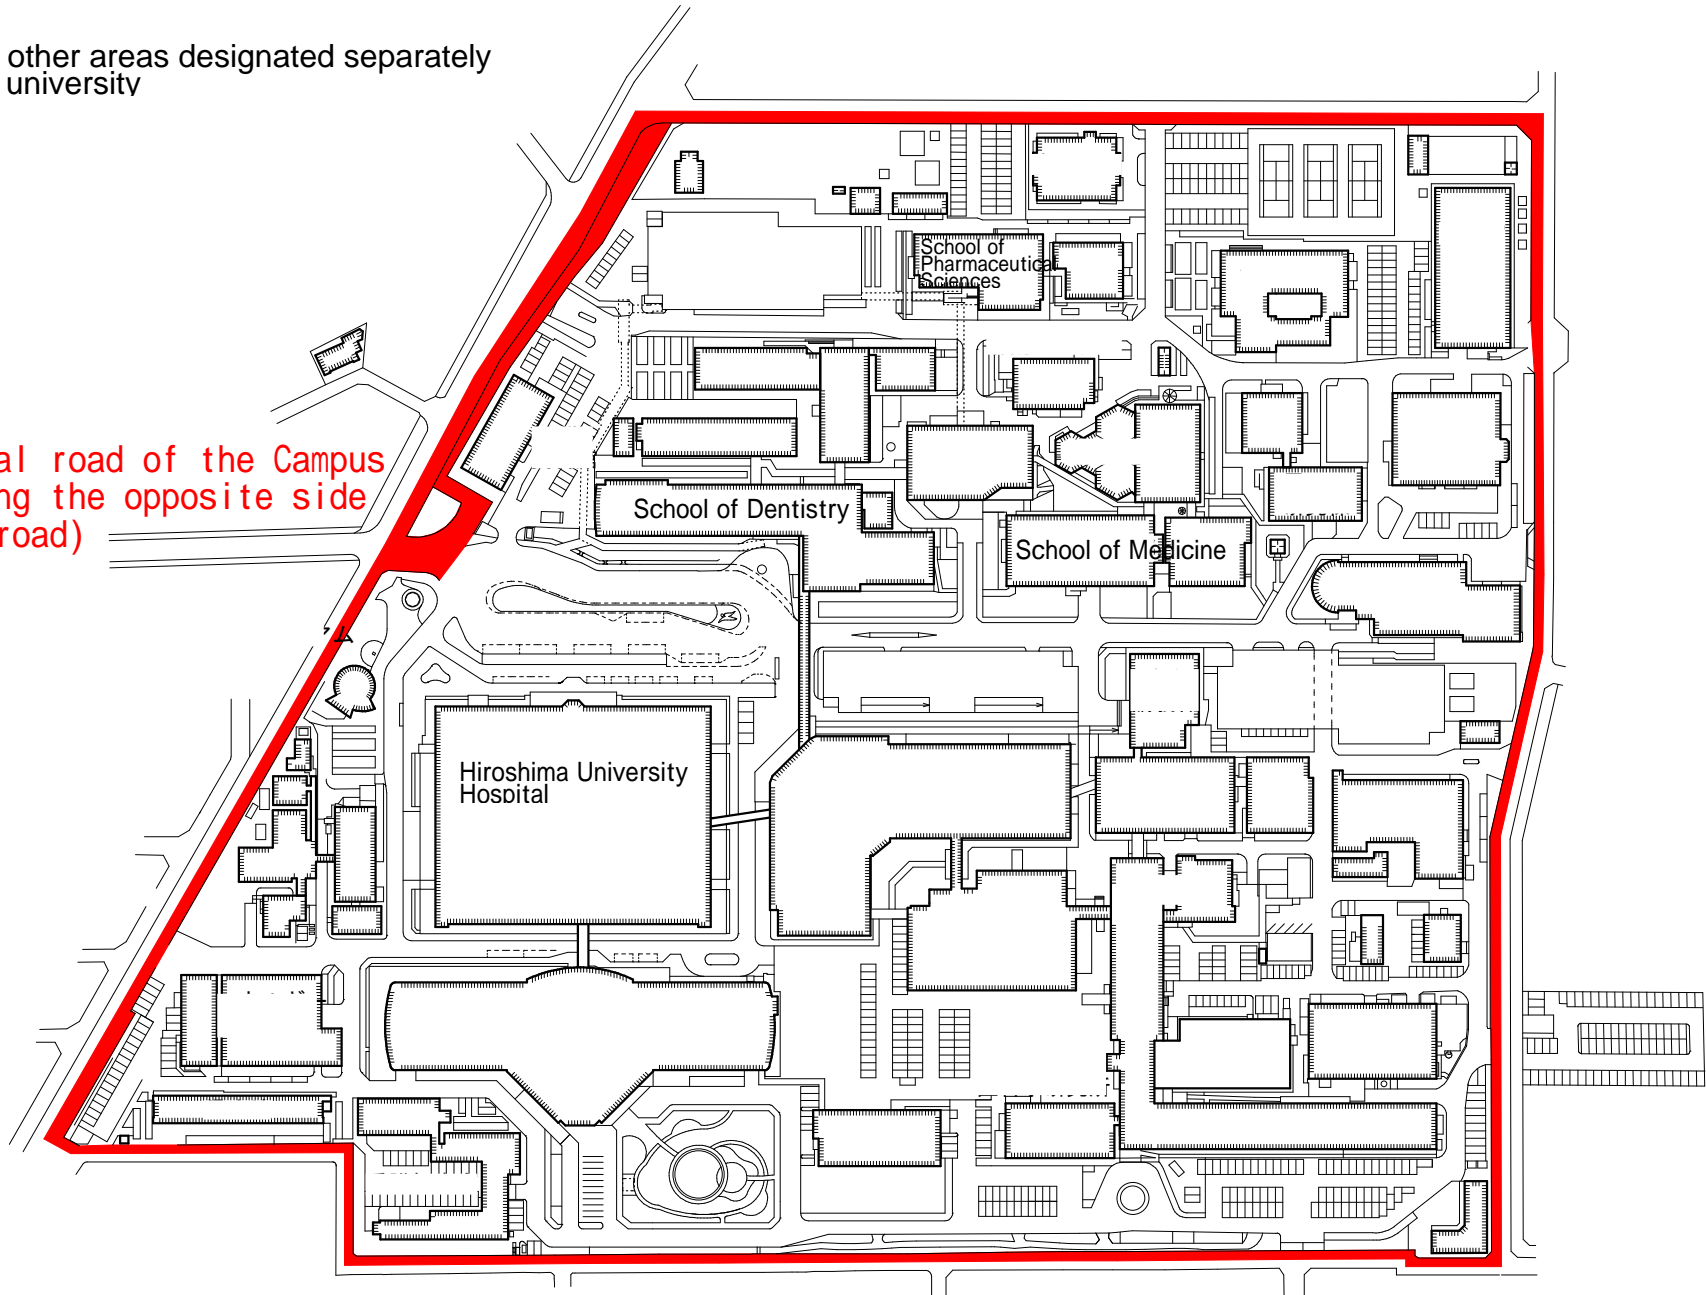 other areas designated separately
university
School of
Pharmaceutical
Sciences
al road of the Campus
ng the opposite side
road)
School of Dentistry
School of Medicine
Hiroshima University
Hospital